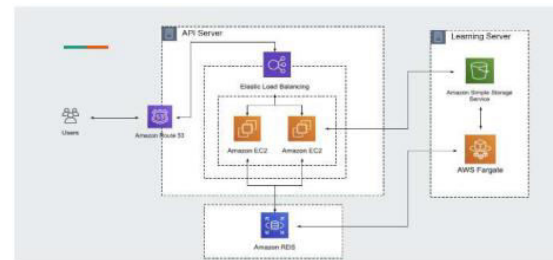 API Server
Learning Server
Elastic Load Balancing
Amazon Simple Storage
Service
Users
Amazon Route 53
Amazon EC2
Amazon EC2
AWS Fargate
Amazon RDS